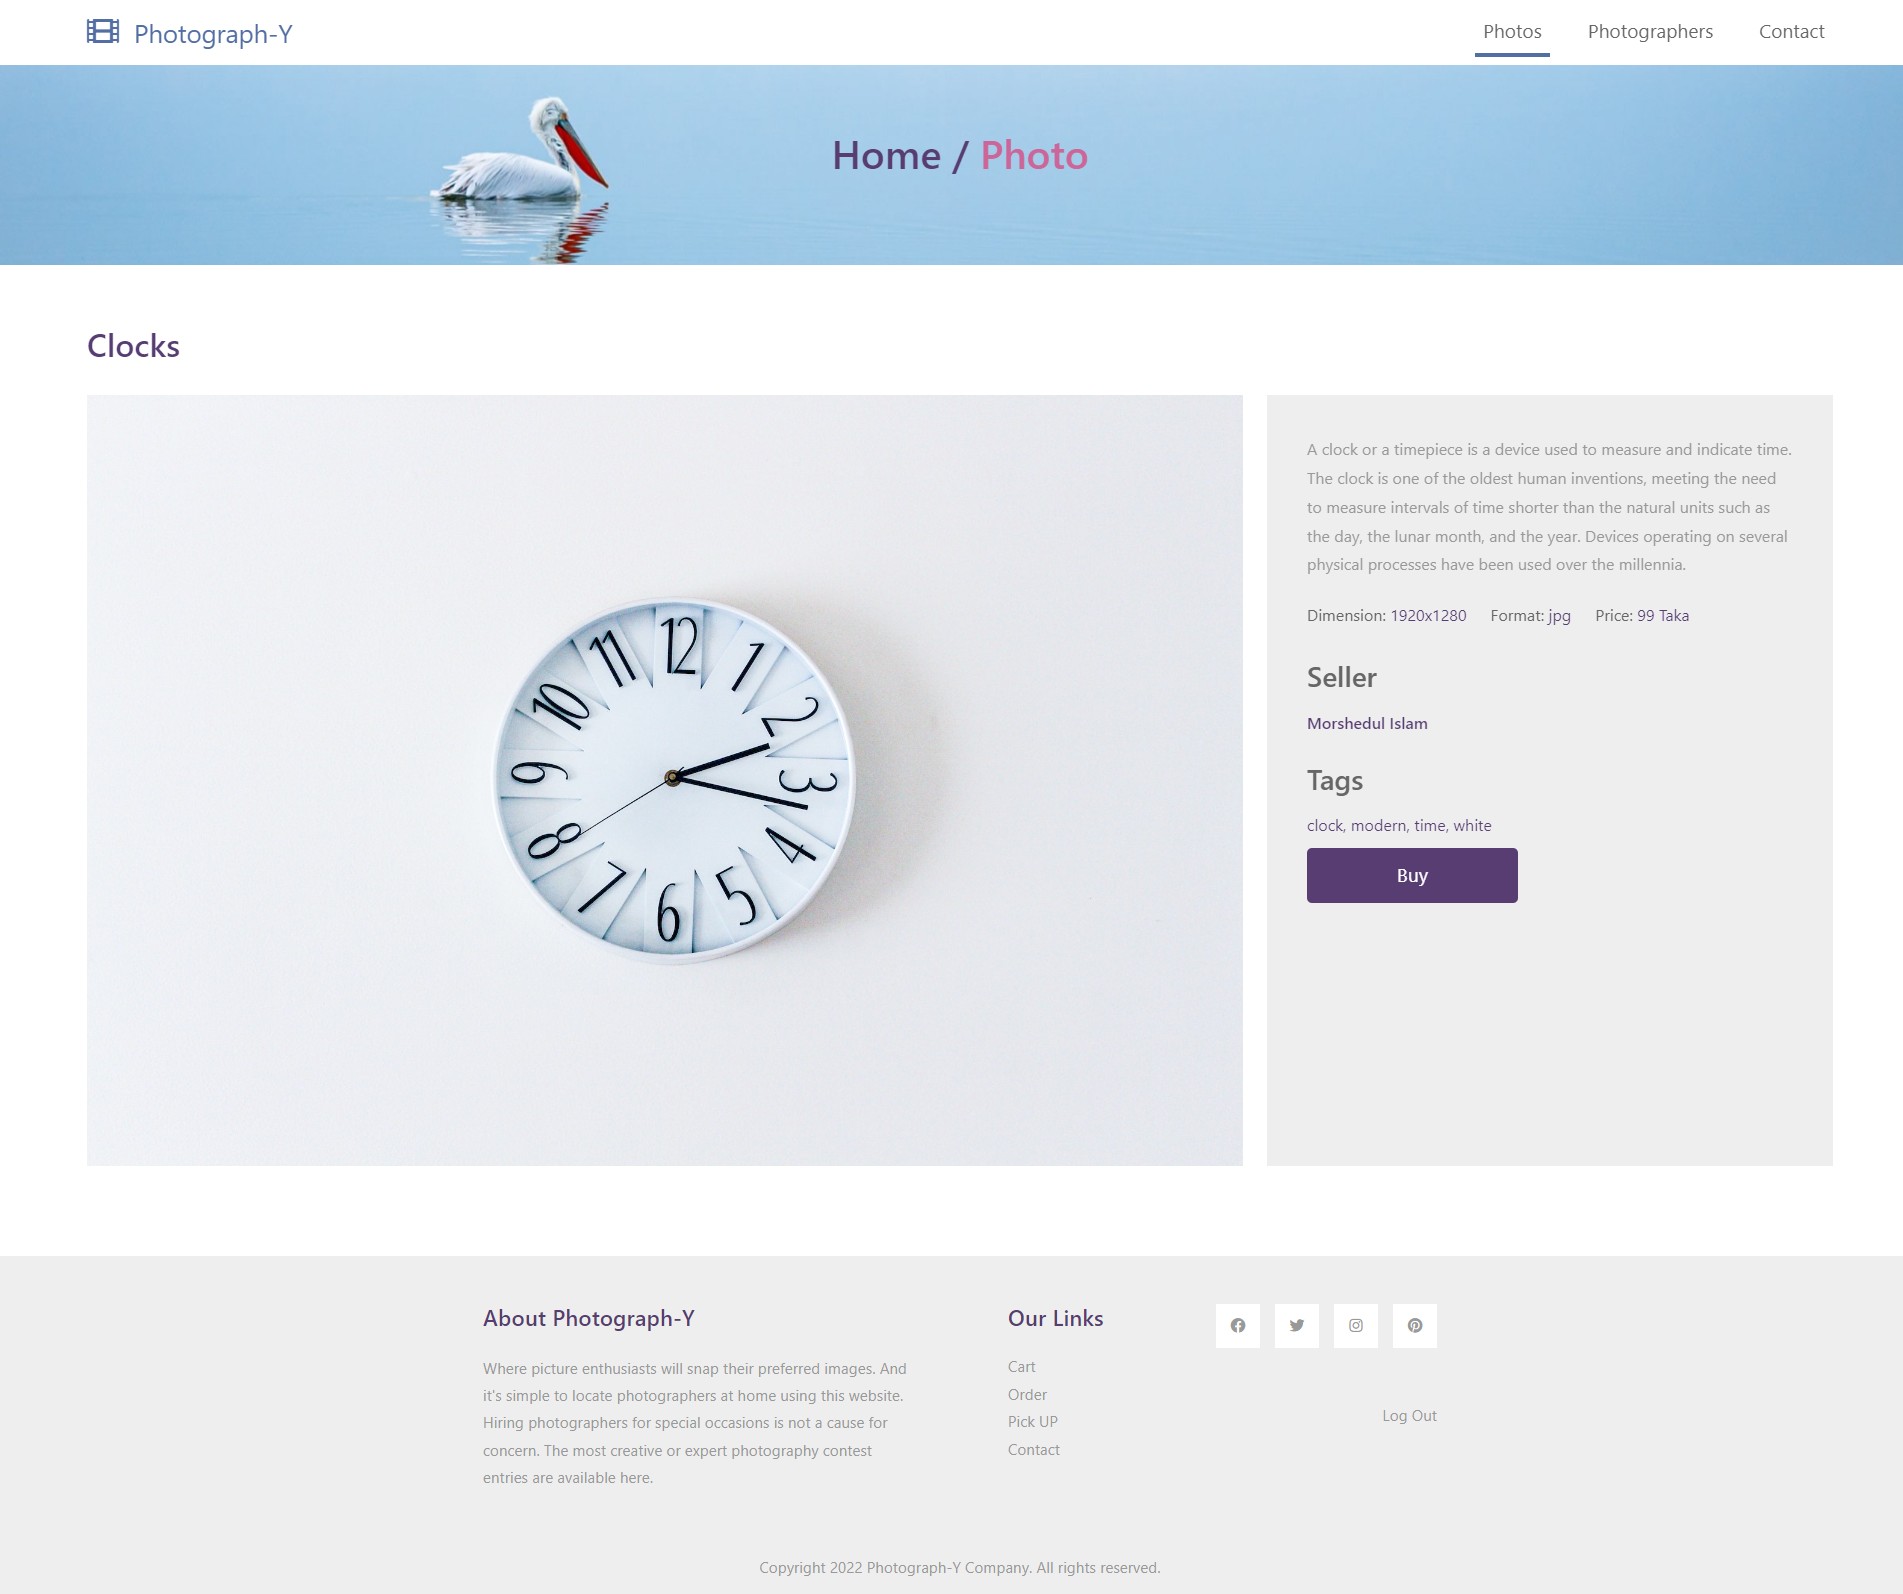 Photograph-Y
Photos Photographers Contact
Home / Photo
Clocks
12
1
2
3
4
5
6
7
8
9
10
11
A clock or a timepiece is a device used to measure and indicate time.
The clock is one of the oldest human inventions, meeting the need
to measure intervals of time shorter than the natural units such as
the day, the lunar month, and the year. Devices operating on several
physical processes have been used over the millennia.
Dimension: 1920x1280 Format: jpg Price: 99 Taka
Seller
Morshedul Islam
Tags
clock, modern, time, white
Buy
About Photograph-Y
Where picture enthusiasts will snap their preferred images. And
it's simple to locate photographers at home using this website.
Hiring photographers for special occasions is not a cause for
concern. The most creative or expert photography contest
entries are available here.
Our Links
Cart
Order
Pick UP
Contact
Log Out
Copyright 2022 Photograph-Y Company. All rights reserved.